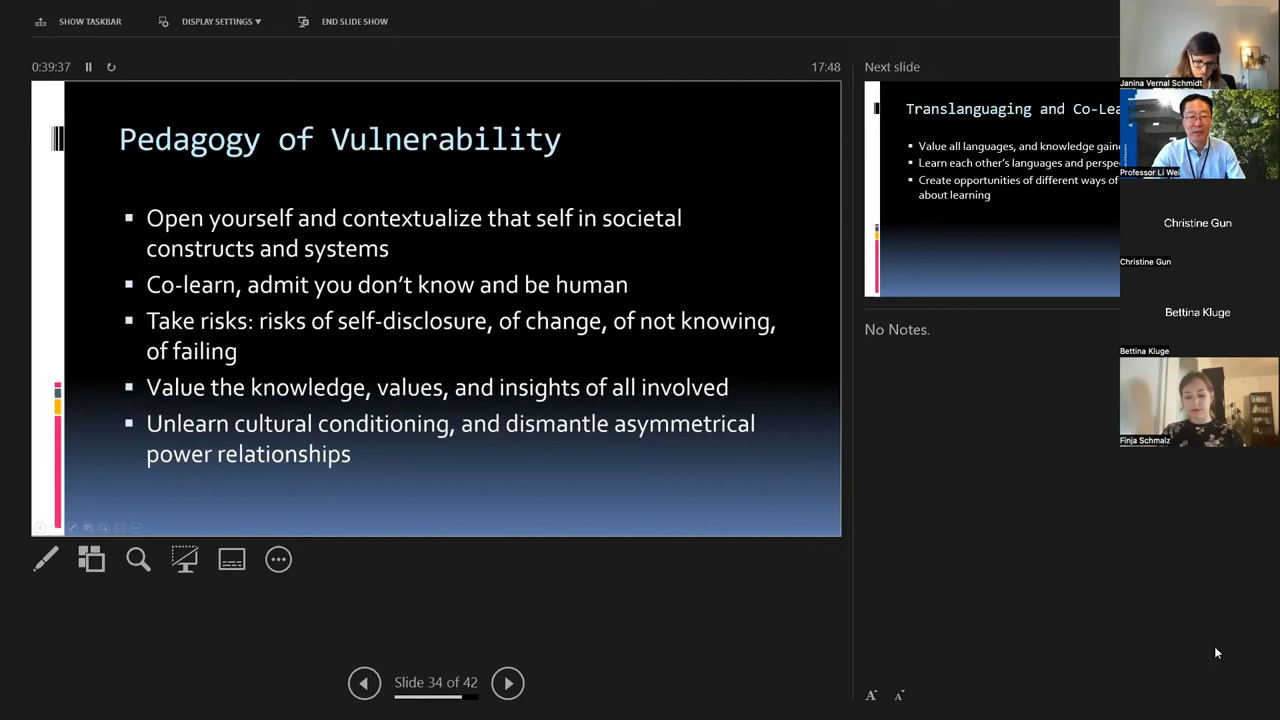 SHOW TASKBAR
DISPLAY SETTINGS ▼
END SLIDE SHOW
0:39:37
17:48
Pedagogy of Vulnerability
Open yourself and contextualize that self in societal
constructs and systems
Co-learn, admit you don’t know and be human
Take risks: risks of self-disclosure, of change, of not knowing,
of failing
Value the knowledge, values, and insights of all involved
Unlearn cultural conditioning, and dismantle asymmetrical
power relationships
Slide 34 of 42
Next slide
Translanguaging and Co-Lea
Value all languages, and knowledge gaine
Learn each other’s languages and perspe
Create opportunities of different ways of
about learning
No Notes.
A A
Janina Vernal Schmidt
Professor Li Wei
Christine Gun
Christine Gun
Bettina Kluge
Bettina Kluge
Finja Schmalz